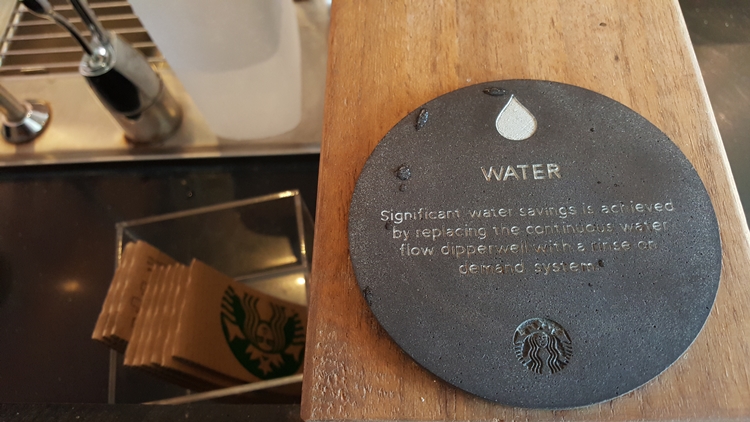 WATER
Significant water savings is achieved
by replacing the continuous water
flow dipperwell with a rinse on
demand system.